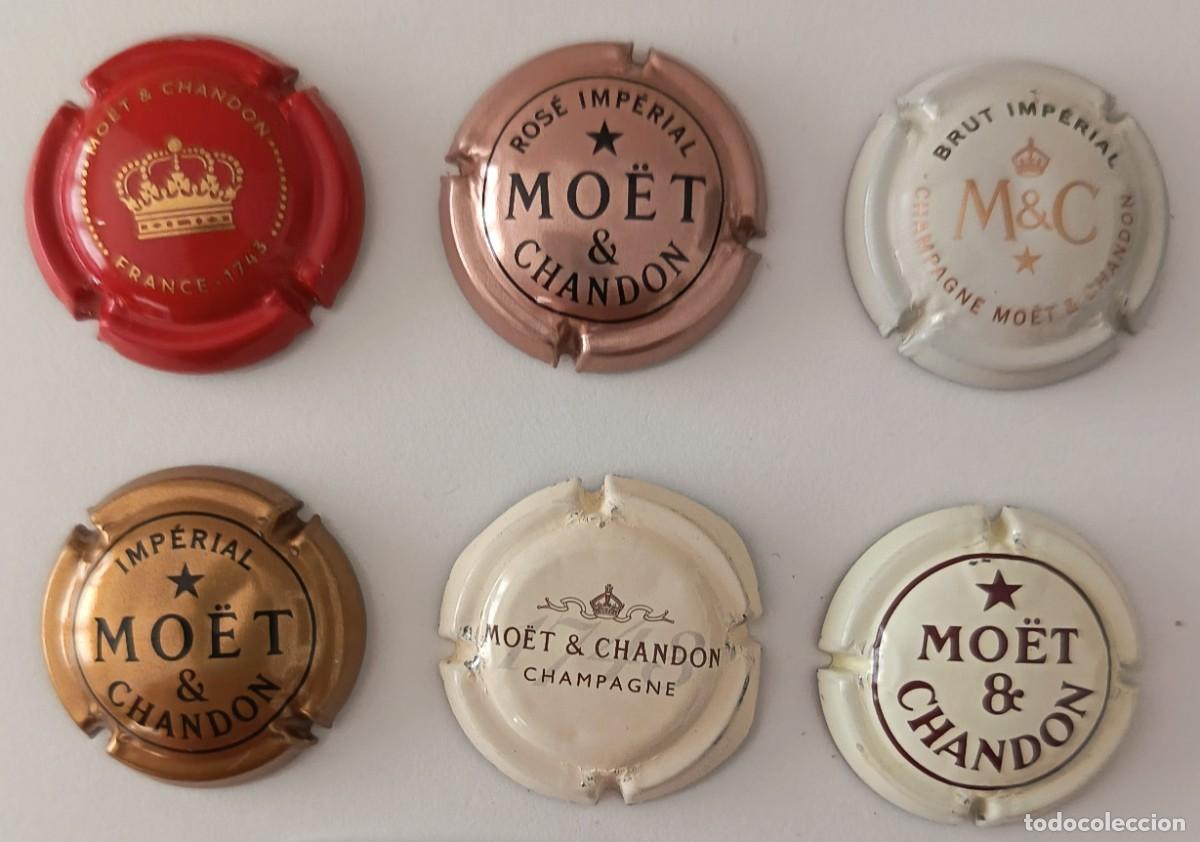 MOËT & CHANDON
FRANCE · 1743
ROSÉ IMPÉRIAL
★
MOËT
&
CHANDON
BRUT IMPÉRIAL
M&C
★
· CHAMPAGNE MOËT & CHANDON
IMPÉRIAL
★
MOËT
&
CHANDON
1743
MOËT & CHANDON
CHAMPAGNE
★
MOËT
&
CHANDON
todocoleccion